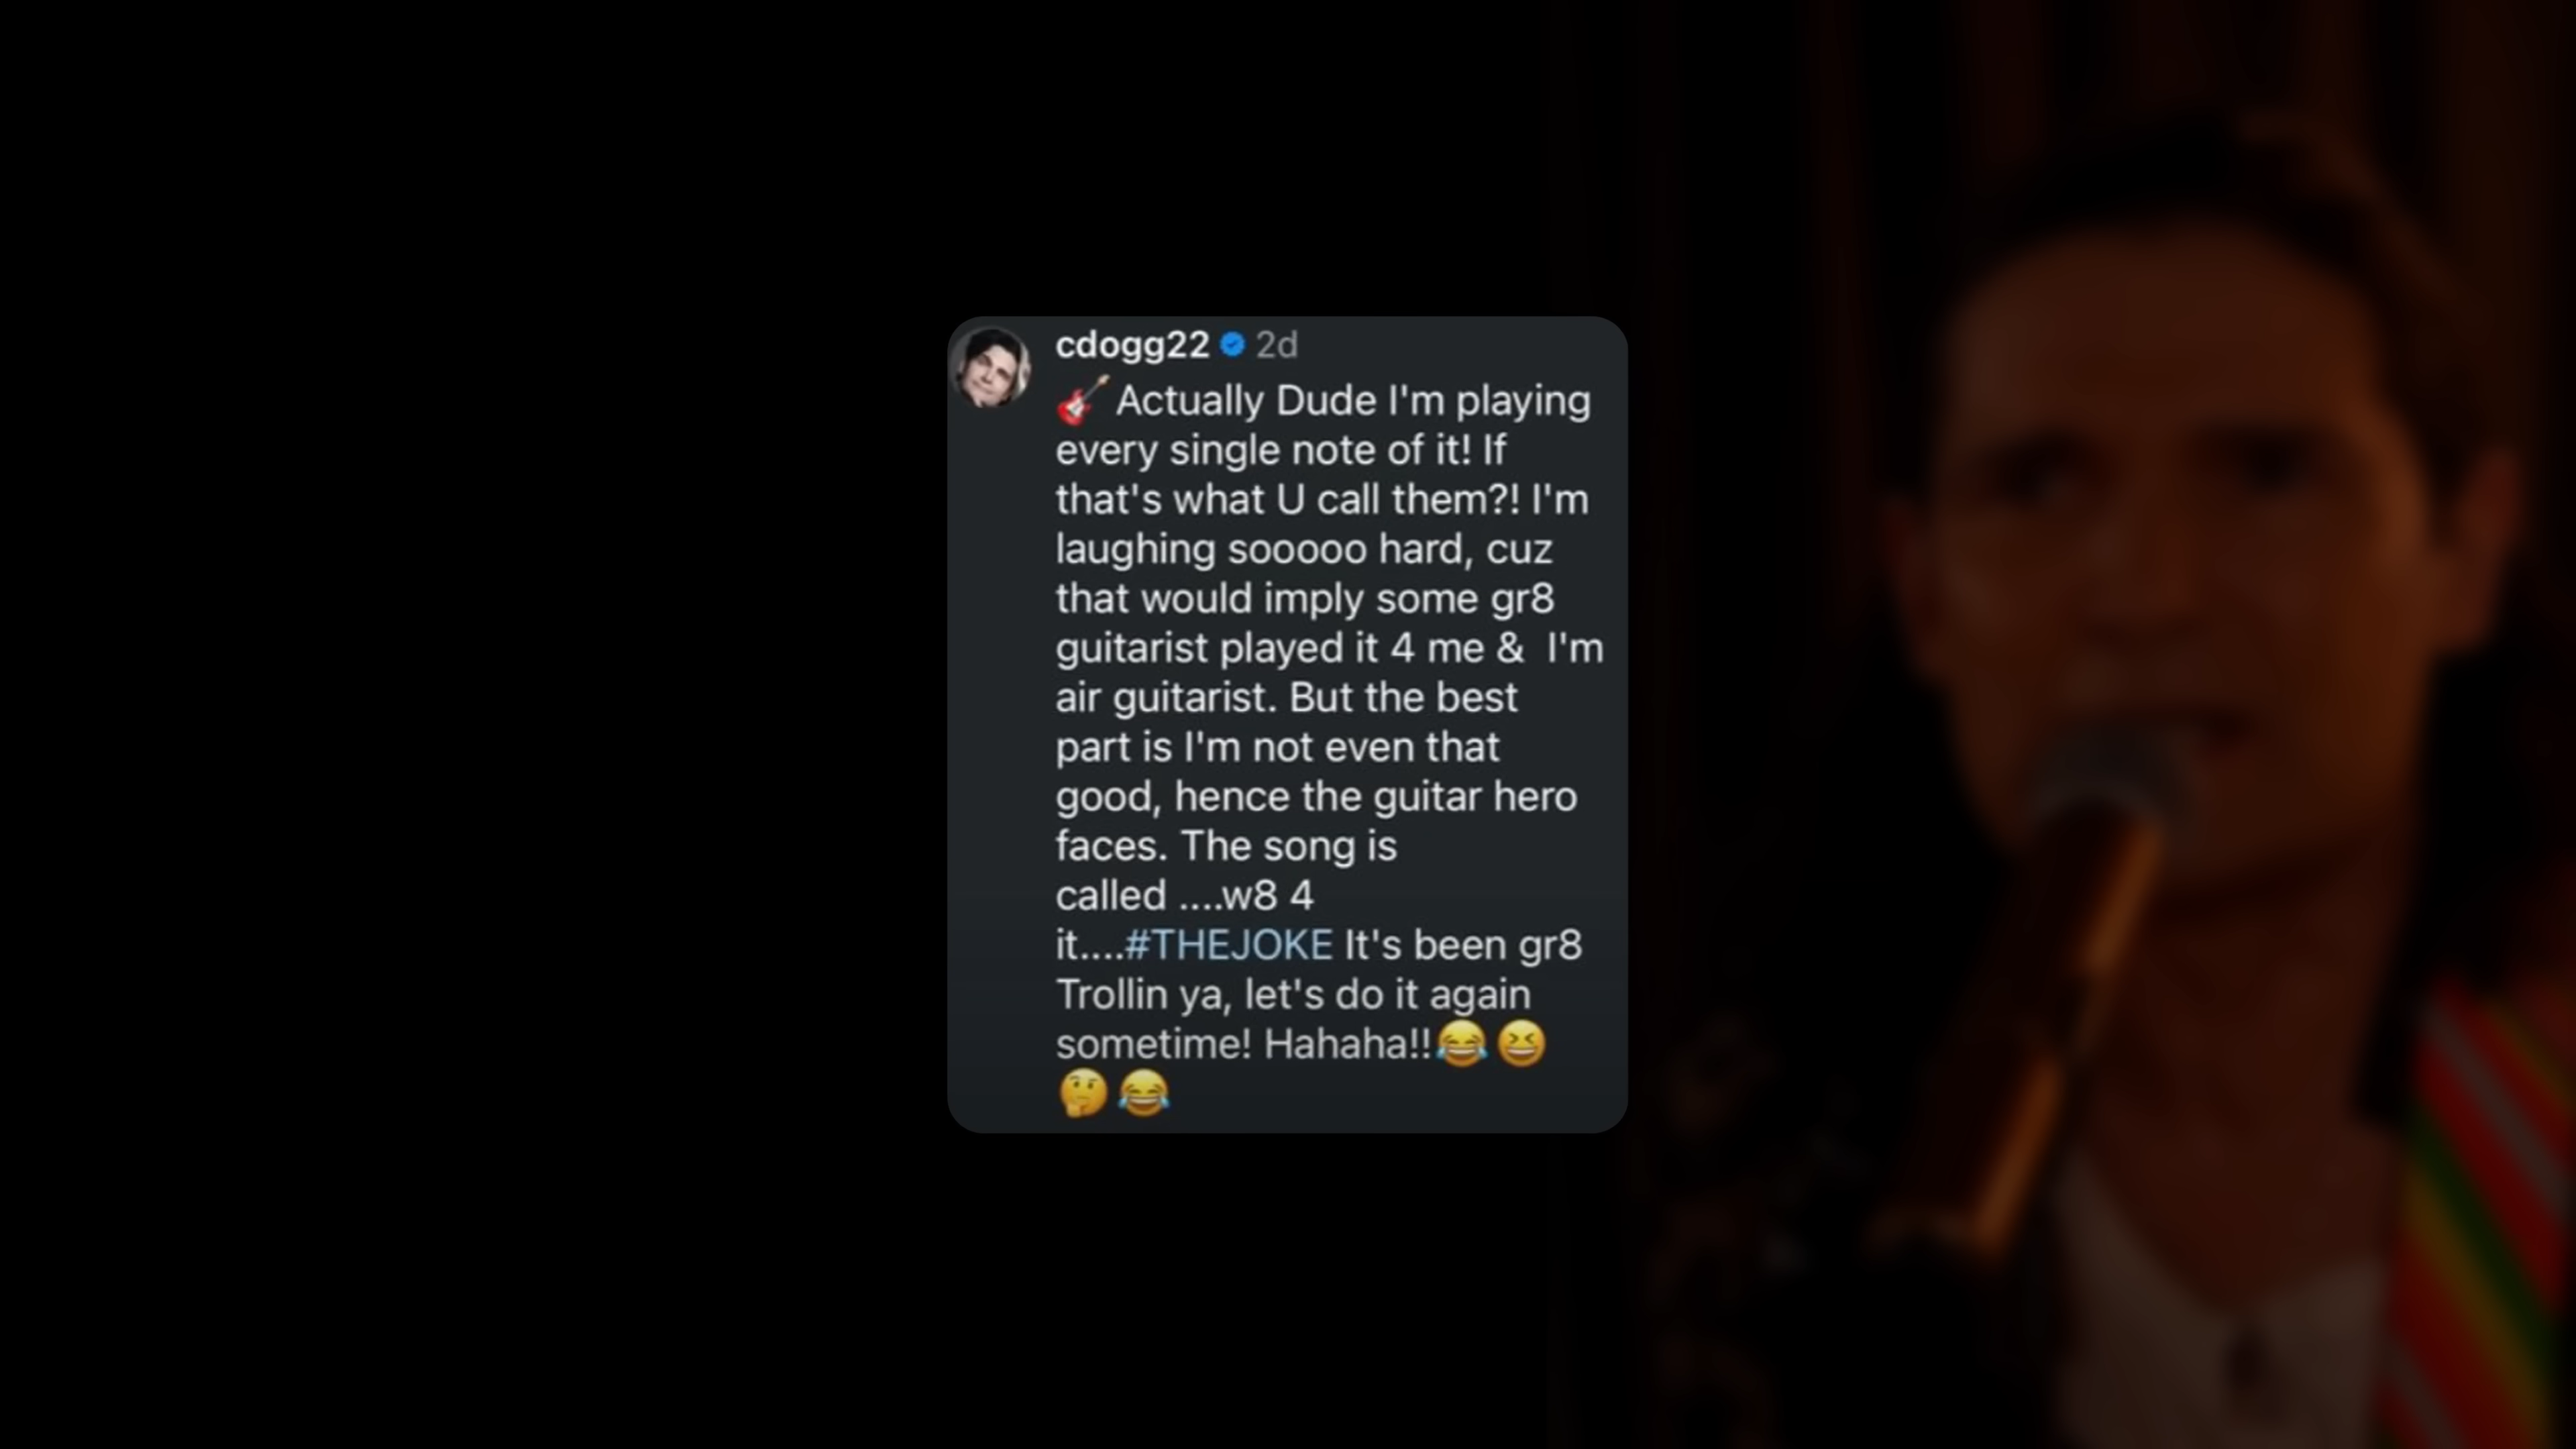 cdogg22 2d
🎸 Actually Dude I'm playing
every single note of it! If
that's what U call them?! I'm
laughing sooooo hard, cuz
that would imply some gr8
guitarist played it 4 me &  I'm
air guitarist. But the best
part is I'm not even that
good, hence the guitar hero
faces. The song is
called ....w8 4
it....#THEJOKE It's been gr8
Trollin ya, let's do it again
sometime! Hahaha!!😂😆
🤔😂